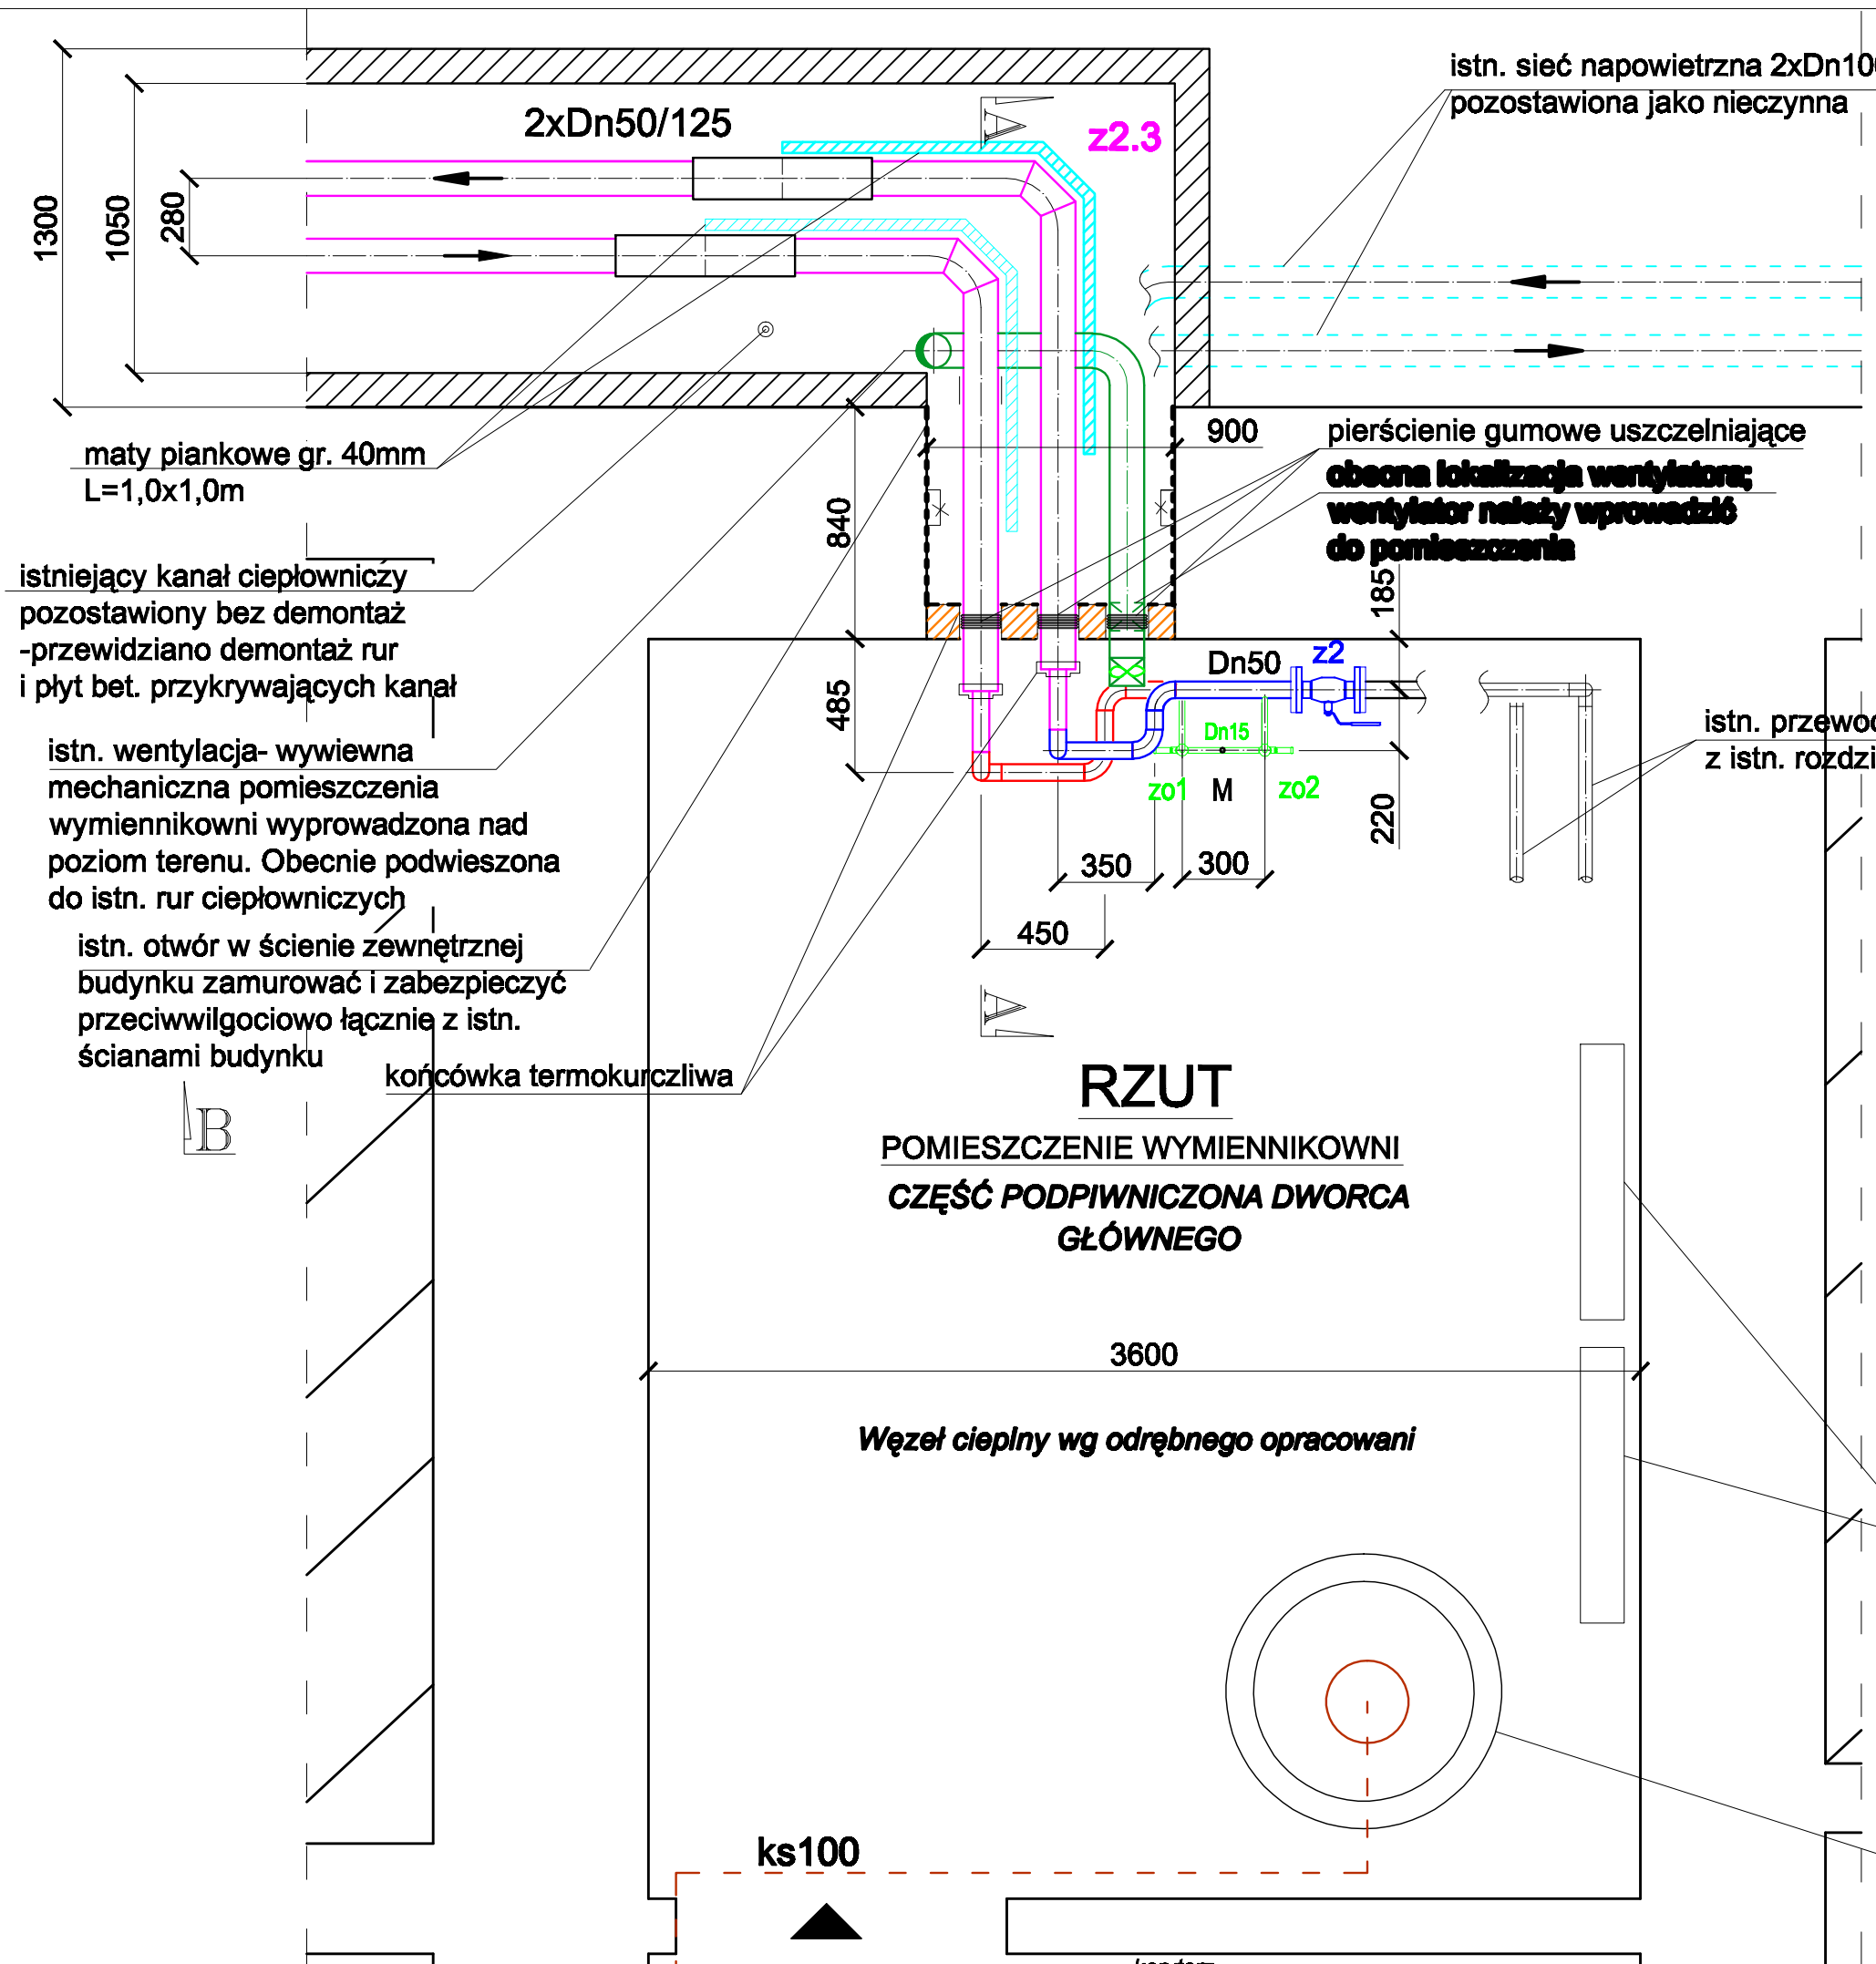 istn. sieć napowietrzna 2xDn100
pozostawiona jako nieczynna
2xDn50/125
A
z2.3
1300
1050
280
maty piankowe gr. 40mm
L=1,0x1,0m
900
pierścienie gumowe uszczelniające
obecna lokalizacja wentylatora;
wentylator należy wprowadzić
do pomieszczenia
840
185
istniejący kanał ciepłowniczy
pozostawiony bez demontaż
-przewidziano demontaż rur
i płyt bet. przykrywających kanał
485
Dn50
z2
Dn15
zo1
M
zo2
220
istn. przewod
z istn. rozdzi
istn. wentylacja- wywiewna
mechaniczna pomieszczenia
wymiennikowni wyprowadzona nad
poziom terenu. Obecnie podwieszona
do istn. rur ciepłowniczych
350
300
450
istn. otwór w ścienie zewnętrznej
budynku zamurować i zabezpieczyć
przeciwwilgociowo łącznie z istn.
ścianami budynku
A
końcówka termokurczliwa
B
RZUT
POMIESZCZENIE WYMIENNIKOWNI
CZĘŚĆ PODPIWNICZONA DWORCA
GŁÓWNEGO
3600
Węzeł cieplny wg odrębnego opracowani
ks100